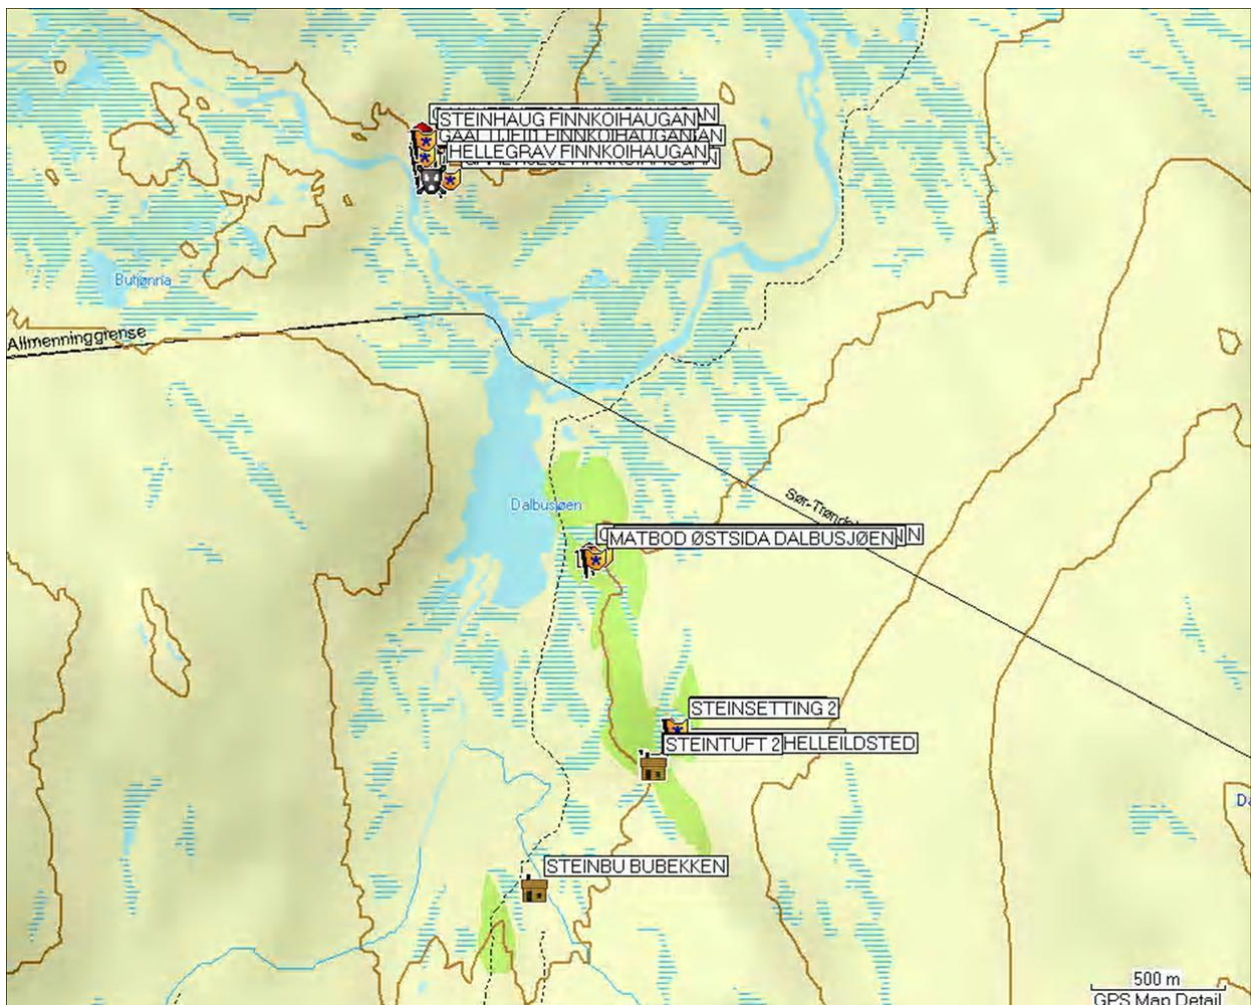 STEINHAUG FINNKOIHAUGAN
FINNKOIHAUGAN
HELLEGRAV FINNKOIHAUGAN
Butjønna
Allmenninggrense
Dalbusjøen
MATBOD ØSTSIDA DALBUSJØEN
STEINSETTING 2
STEINTUFT 2
HELLEILDSTED
STEINBU BUBEKKEN
500 m
GPS Map Detail